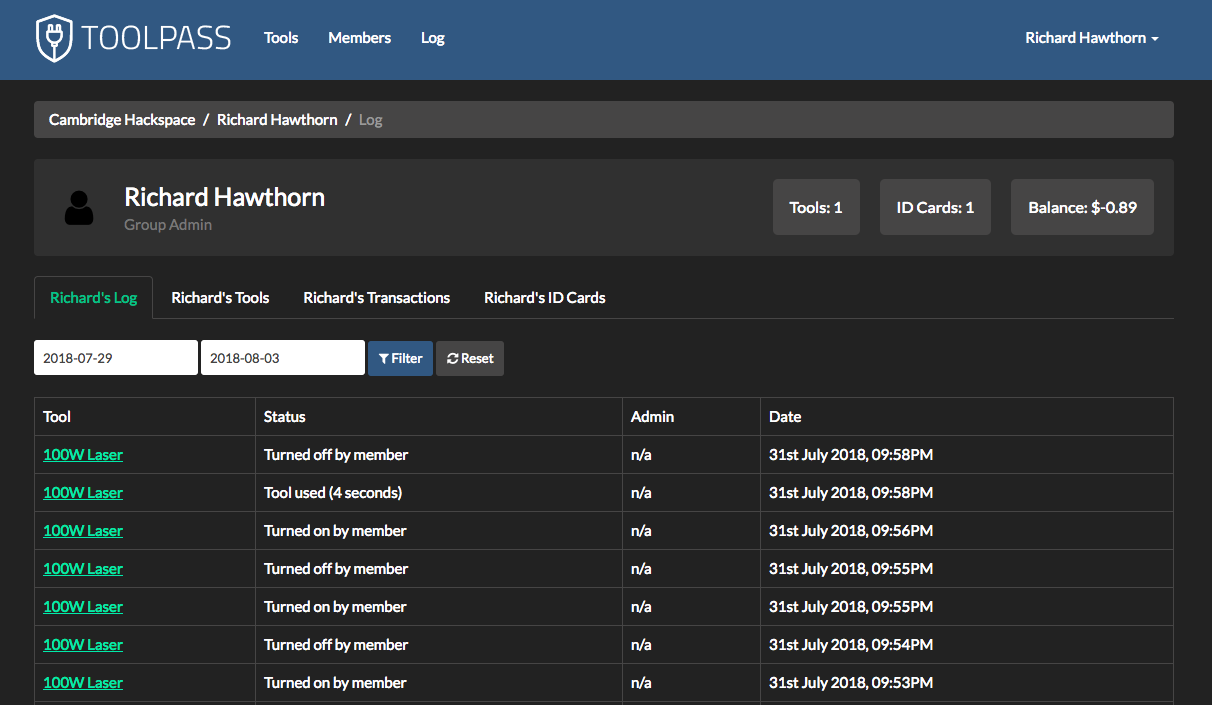 TOOLPASS Tools Members Log Richard Hawthorn
Cambridge Hackspace / Richard Hawthorn / Log
Richard Hawthorn
Group Admin
Tools: 1 ID Cards: 1 Balance: $-0.89
Richard's Log Richard's Tools Richard's Transactions Richard's ID Cards
2018-07-29 2018-08-03 Filter Reset
Tool Status Admin Date
100W Laser Turned off by member n/a 31st July 2018, 09:58PM
100W Laser Tool used (4 seconds) n/a 31st July 2018, 09:58PM
100W Laser Turned on by member n/a 31st July 2018, 09:56PM
100W Laser Turned off by member n/a 31st July 2018, 09:55PM
100W Laser Turned on by member n/a 31st July 2018, 09:55PM
100W Laser Turned off by member n/a 31st July 2018, 09:54PM
100W Laser Turned on by member n/a 31st July 2018, 09:53PM